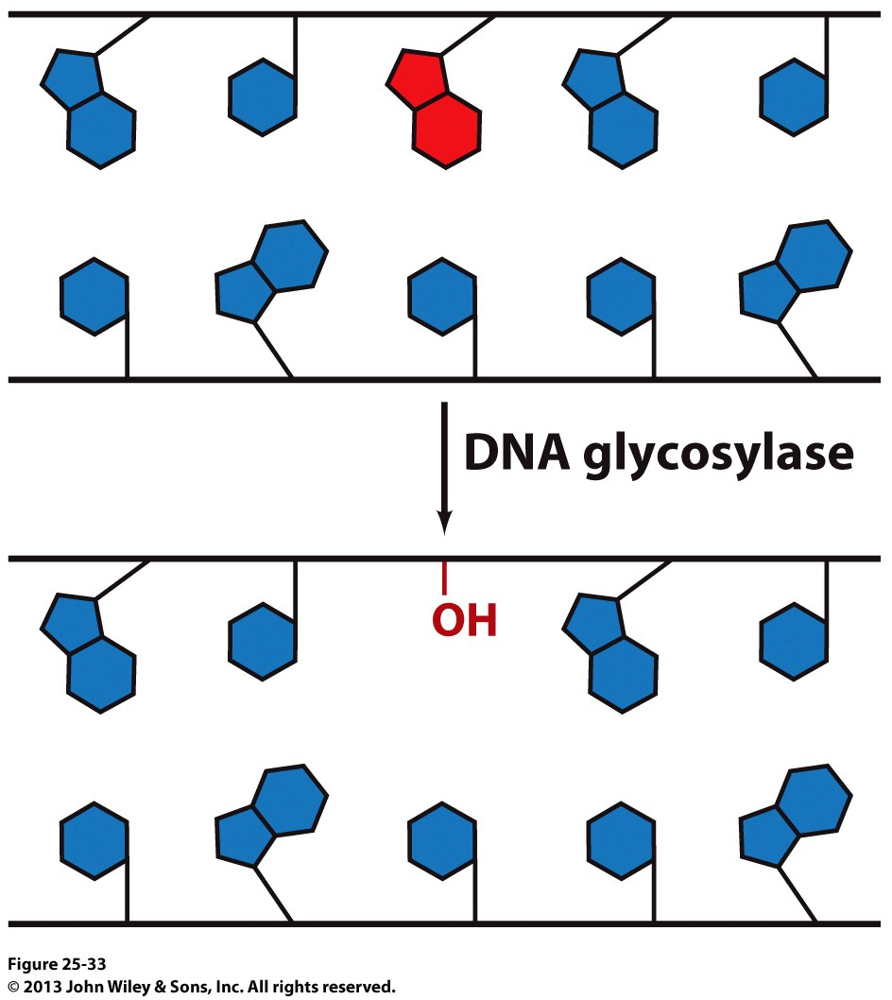 DNA glycosylase
OH
Figure 25-33
© 2013 John Wiley & Sons, Inc. All rights reserved.